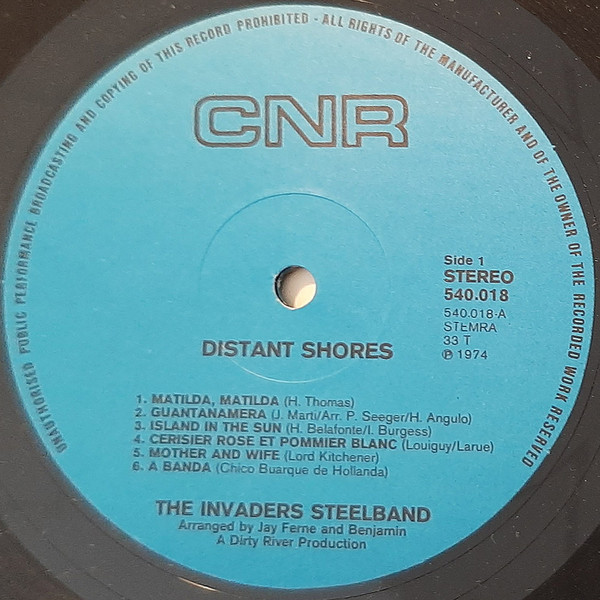 UNAUTHORISED PUBLIC PERFORMANCE BROADCASTING AND COPYING OF THIS RECORD PROHIBITED - ALL RIGHTS OF THE MANUFACTURER AND OF THE OWNER OF THE RECORDED WORK RESERVED
CNR
Side 1
STEREO
540.018
540.018-A
STEMRA
33 T
℗ 1974
DISTANT SHORES
1. MATILDA, MATILDA (H. Thomas)
2. GUANTANAMERA (J. Marti/Arr. P. Seeger/H. Angulo)
3. ISLAND IN THE SUN (H. Belafonte/I. Burgess)
4. CERISIER ROSE ET POMMIER BLANC (Louiguy/Larue)
5. MOTHER AND WIFE (Lord Kitchener)
6. A BANDA (Chico Buarque de Hollanda)
THE INVADERS STEELBAND
Arranged by Jay Ferne and Benjamin
A Dirty River Production